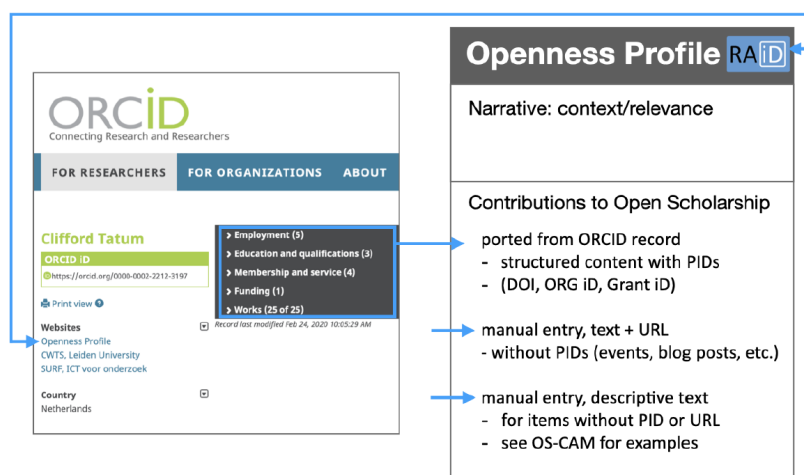 ORCID
Connecting Research and Researchers
FOR RESEARCHERS FOR ORGANIZATIONS ABOUT
Clifford Tatum
ORCID iD
https://orcid.org/0000-0002-2212-3197
Print view
Websites
Openness Profile
CWTS, Leiden University
SURF, ICT voor onderzoek
Country
Netherlands
Employment (5)
Education and qualifications (3)
Membership and service (4)
Funding (1)
Works (25 of 25)
Record last modified Feb 24, 2020 10:05:29 AM
Openness Profile RAiD
Narrative: context/relevance
Contributions to Open Scholarship
ported from ORCID record
- structured content with PIDs
- (DOI, ORG iD, Grant iD)
manual entry, text + URL
- without PIDs (events, blog posts, etc.)
manual entry, descriptive text
- for items without PID or URL
- see OS-CAM for examples